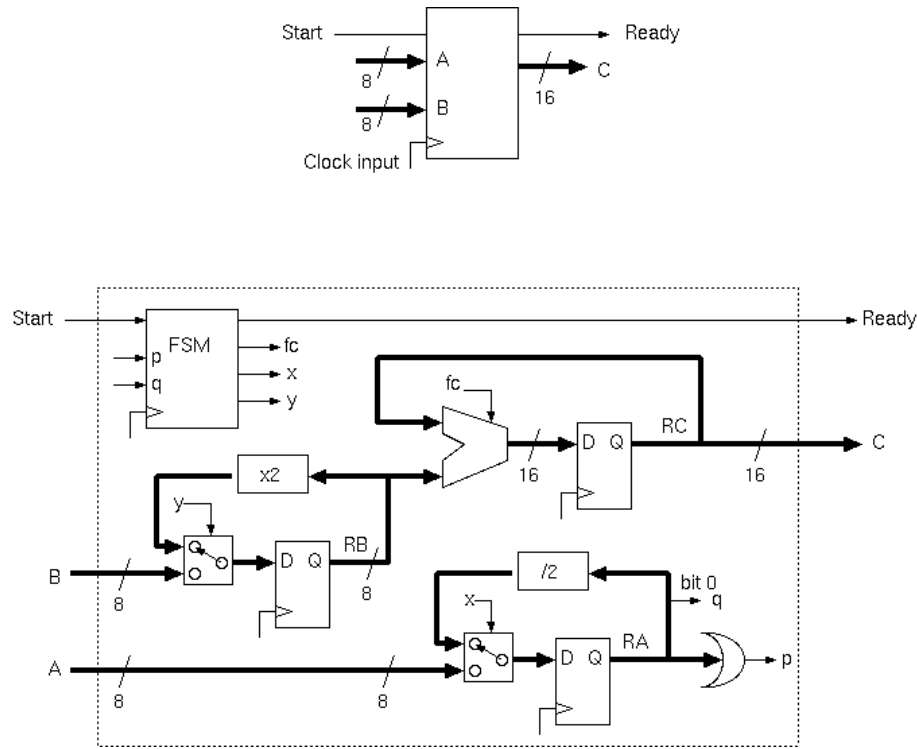 Start
Ready
A
8
C
16
B
8
Clock input
Start
Ready
FSM
fc
p
x
q
y
fc
RC
D Q
16
16
C
x2
y
RB
D Q
B
8
8
/2
bit 0
q
x
RA
D Q
p
A
8
8